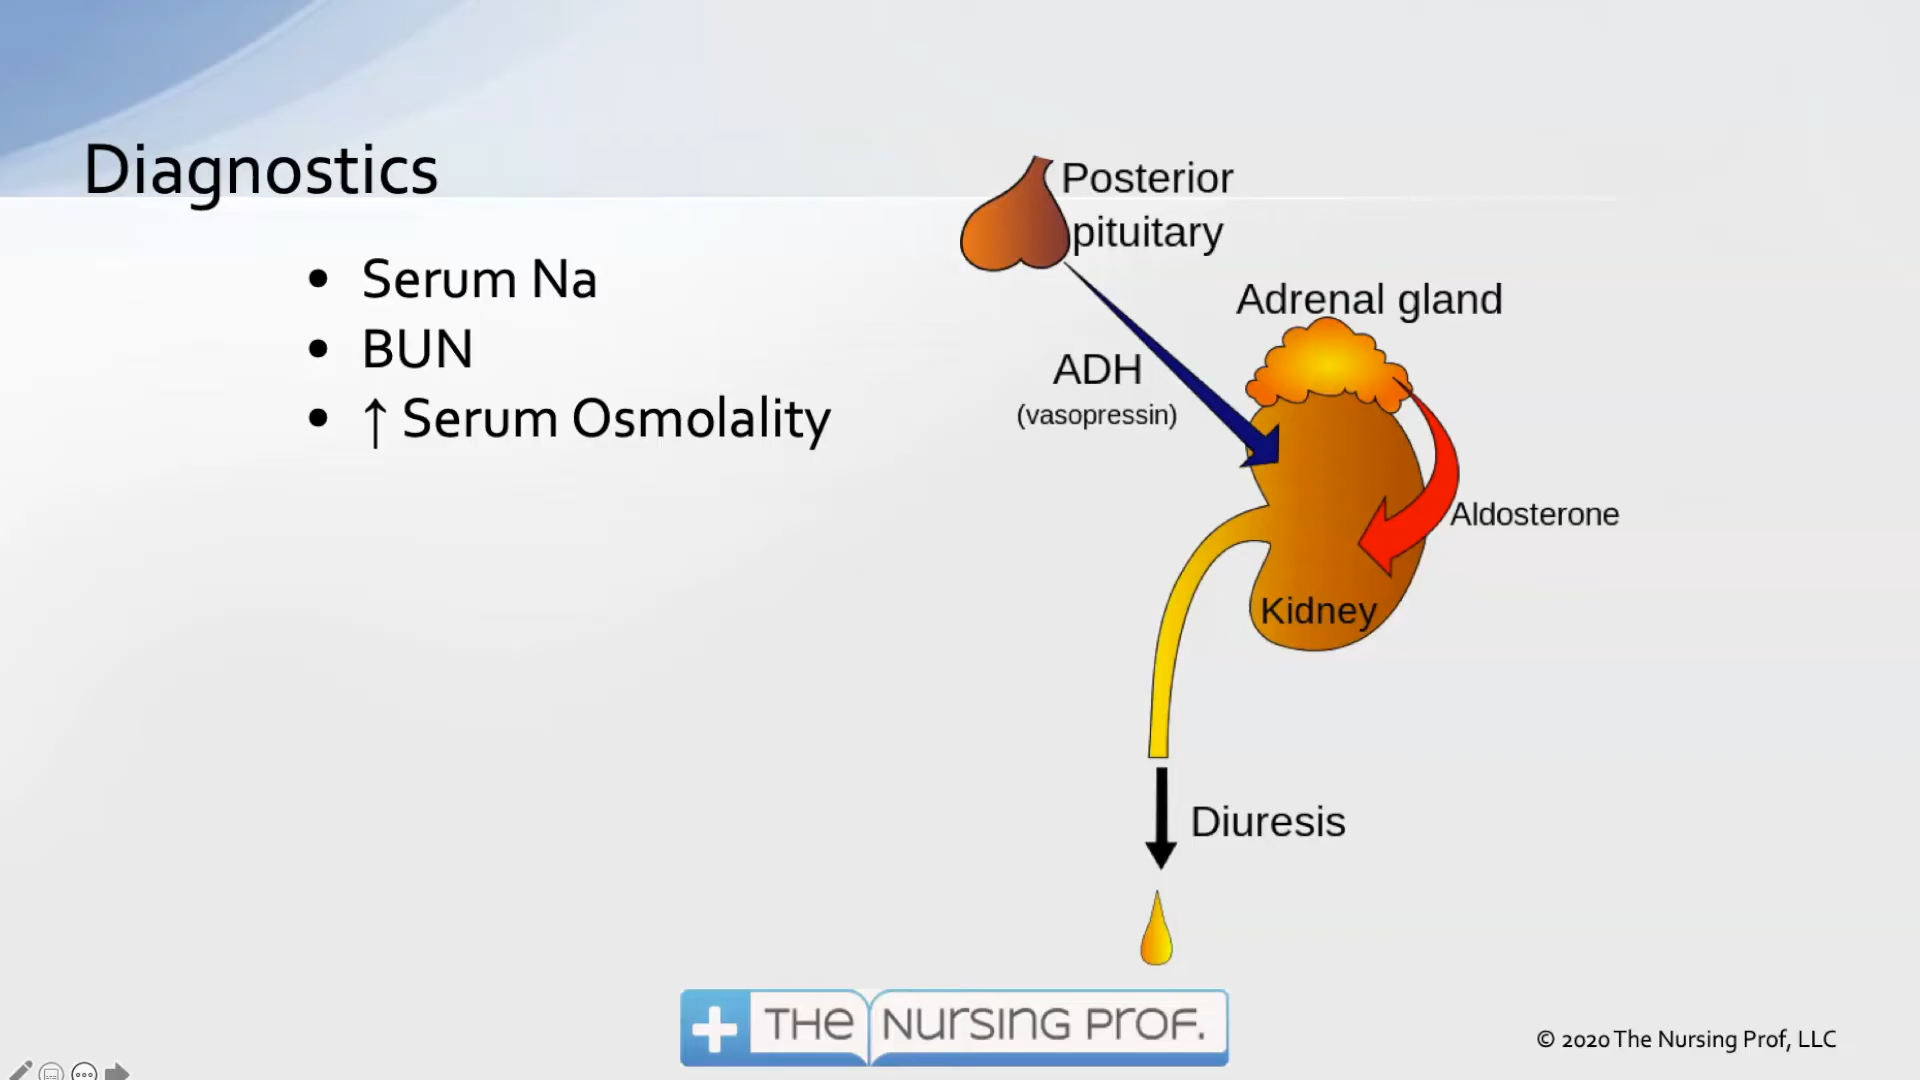 Diagnostics
• Serum Na
• BUN
• ↑ Serum Osmolality
Posterior
pituitary
Adrenal gland
ADH
(vasopressin)
Aldosterone
Kidney
Diuresis
THE NURSING PROF.
© 2020 The Nursing Prof, LLC